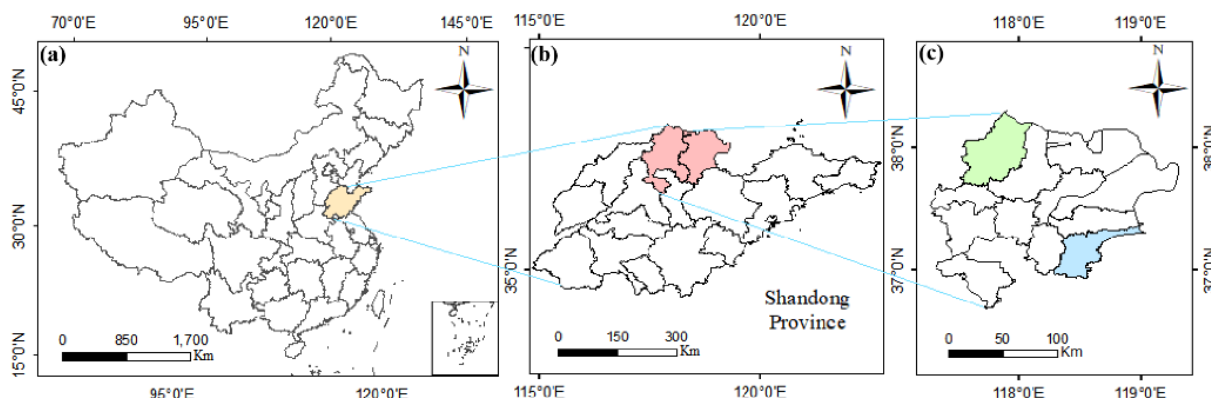 70°0'E 95°0'E 120°0'E 145°0'E
(a)
N
45°0'N
30°0'N
15°0'N
0 850 1,700
Km
95°0'E 120°0'E
115°0'E 120°0'E
(b)
N
35°0'N
Shandong
Province
0 150 300
Km
115°0'E 120°0'E
118°0'E 119°0'E
(c)
N
38°0'N 38°0'N
37°0'N 37°0'N
0 50 100
Km
118°0'E 119°0'E